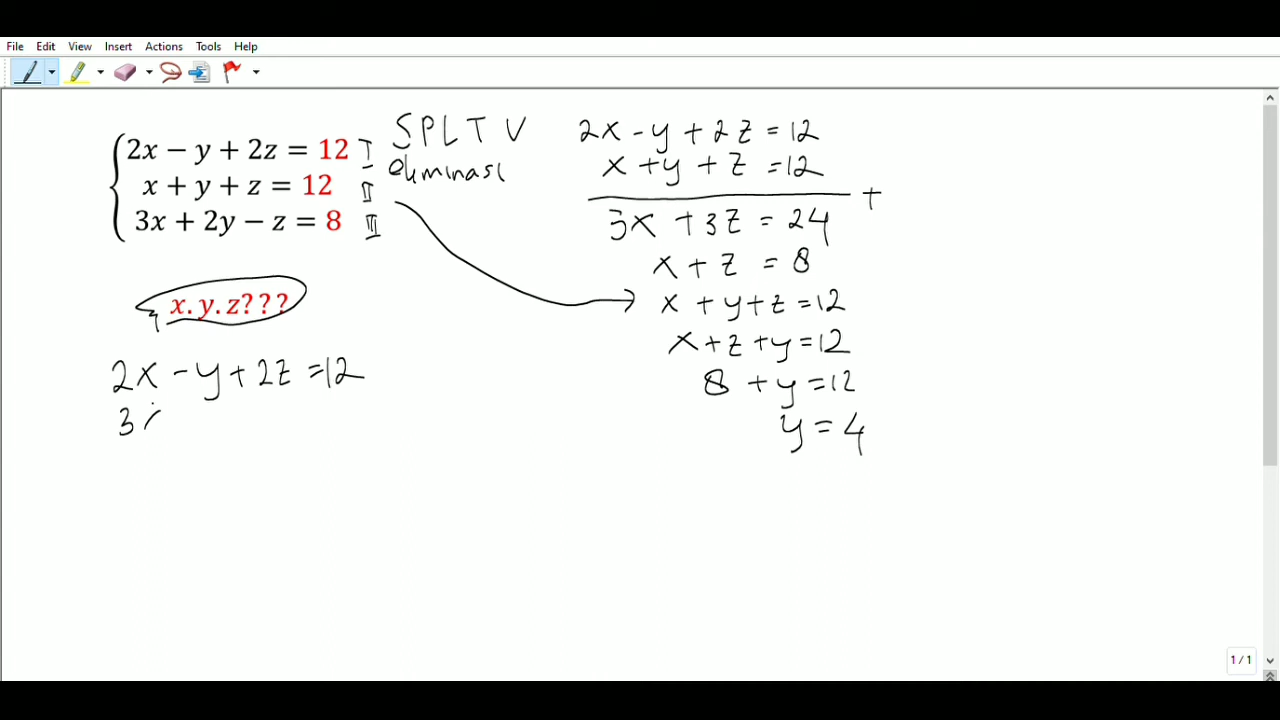 File Edit View Insert Actions Tools Help
2x − y + 2z = 12 I
x + y + z = 12 II
3x + 2y − z = 8 III
SPLTV
eliminasi
x.y.z???
2x - y + 2z = 12
3x
2x - y + 2z = 12
x + y + z = 12
+
3x + 3z = 24
x + z = 8
x + y + z = 12
x + z + y = 12
8 + y = 12
y = 4
1 / 1